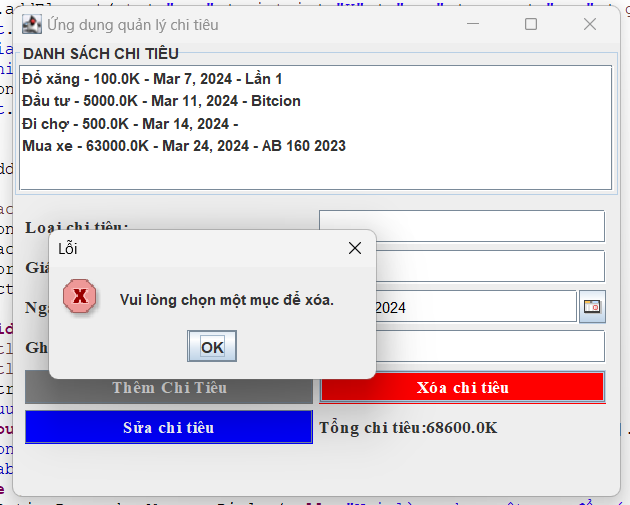 Ứng dụng quản lý chi tiêu
DANH SÁCH CHI TIÊU
Đổ xăng - 100.0K - Mar 7, 2024 - Lần 1
Đầu tư - 5000.0K - Mar 11, 2024 - Bitcion
Đi chợ - 500.0K - Mar 14, 2024 -
Mua xe - 63000.0K - Mar 24, 2024 - AB 160 2023
Loại chi tiêu:
Lỗi
Vui lòng chọn một mục để xóa.
OK
2024
Thêm Chi Tiêu
Xóa chi tiêu
Sửa chi tiêu
Tổng chi tiêu:68600.0K